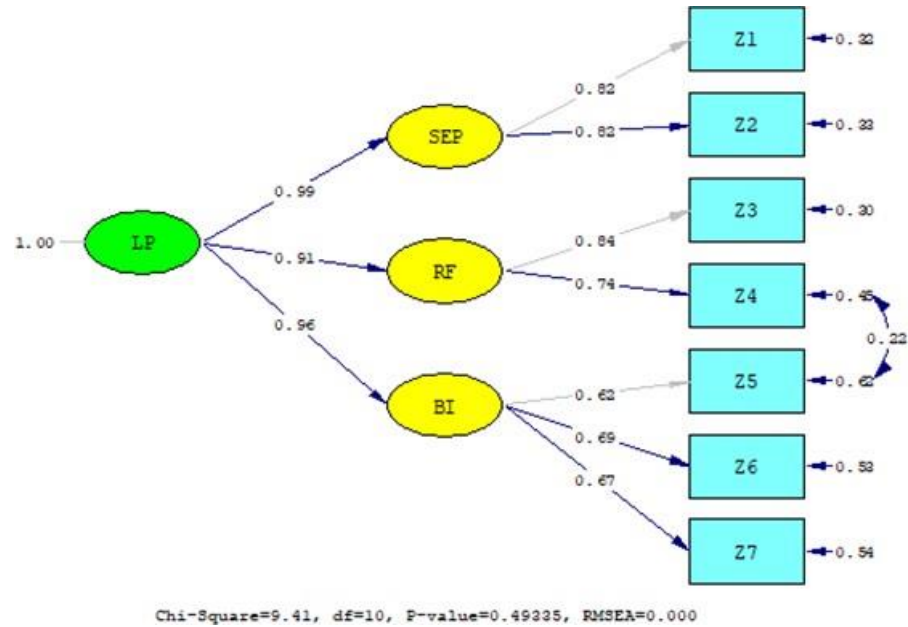 Z1
0.32
0.82
SEP
0.82
Z2
0.33
0.99
Z3
0.30
0.84
1.00
LP
0.91
RF
0.74
Z4
0.45
0.22
0.96
Z5
0.62
0.62
BI
0.69
Z6
0.53
0.67
Z7
0.54
Chi-Square=9.41, df=10, P-value=0.49335, RMSEA=0.000